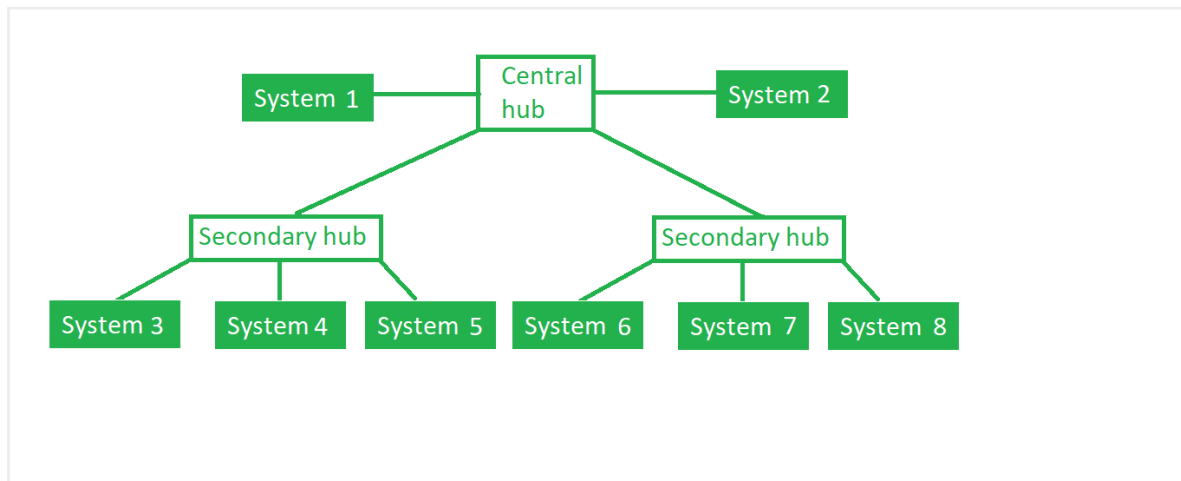 System 1
Central
hub
System 2
Secondary hub
Secondary hub
System 3
System 4
System 5
System 6
System 7
System 8